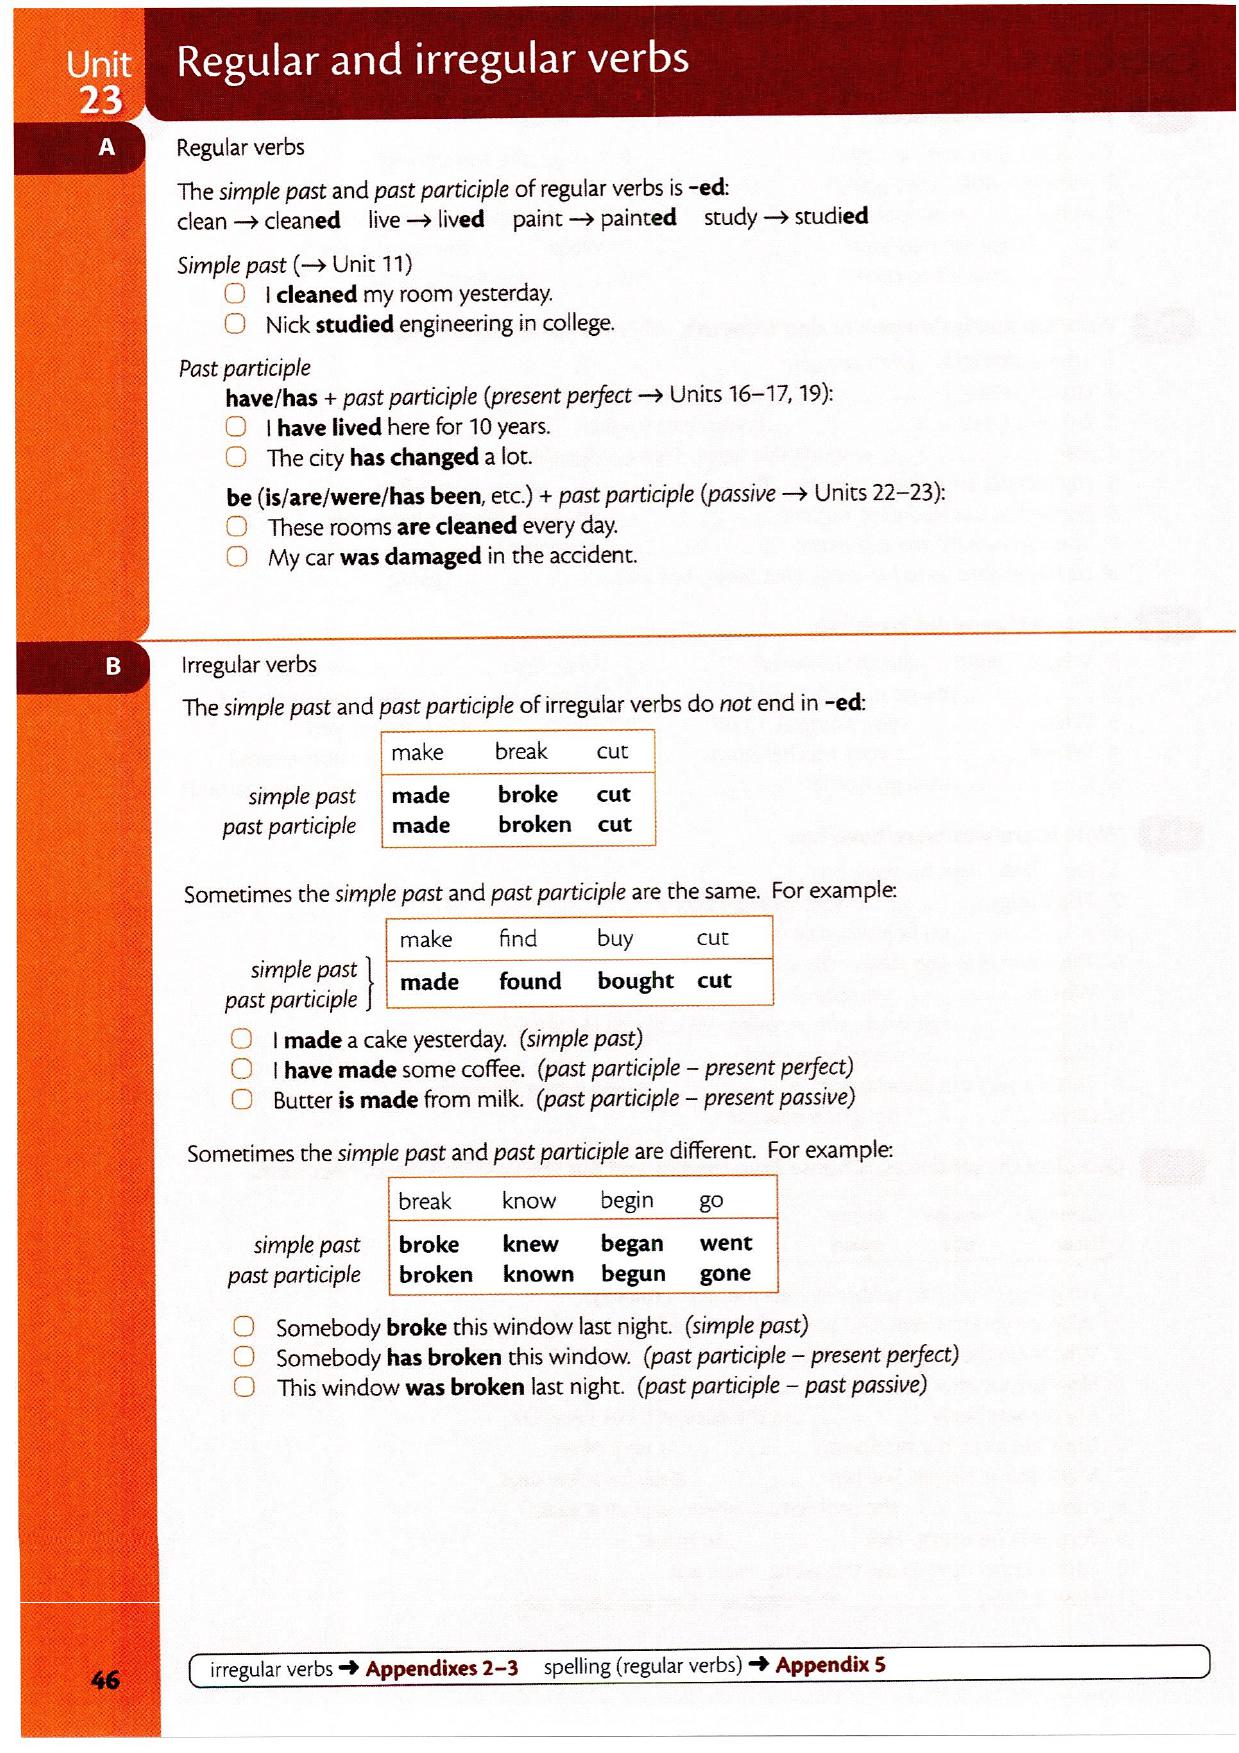 Unit
23
Regular and irregular verbs
A
Regular verbs
The simple past and past participle of regular verbs is -ed:
clean → cleaned live → lived paint → painted study → studied
Simple past (→ Unit 11)
I cleaned my room yesterday.
Nick studied engineering in college.
Past participle
have/has + past participle (present perfect → Units 16–17, 19):
I have lived here for 10 years.
The city has changed a lot.
be (is/are/were/has been, etc.) + past participle (passive → Units 22–23):
These rooms are cleaned every day.
My car was damaged in the accident.
B
Irregular verbs
The simple past and past participle of irregular verbs do not end in -ed:
make break cut
simple past made broke cut
past participle made broken cut
Sometimes the simple past and past participle are the same. For example:
make find buy cut
simple past
past participle
made found bought cut
I made a cake yesterday. (simple past)
I have made some coffee. (past participle – present perfect)
Butter is made from milk. (past participle – present passive)
Sometimes the simple past and past participle are different. For example:
break know begin go
simple past broke knew began went
past participle broken known begun gone
Somebody broke this window last night. (simple past)
Somebody has broken this window. (past participle – present perfect)
This window was broken last night. (past participle – past passive)
46
irregular verbs → Appendixes 2–3 spelling (regular verbs) → Appendix 5